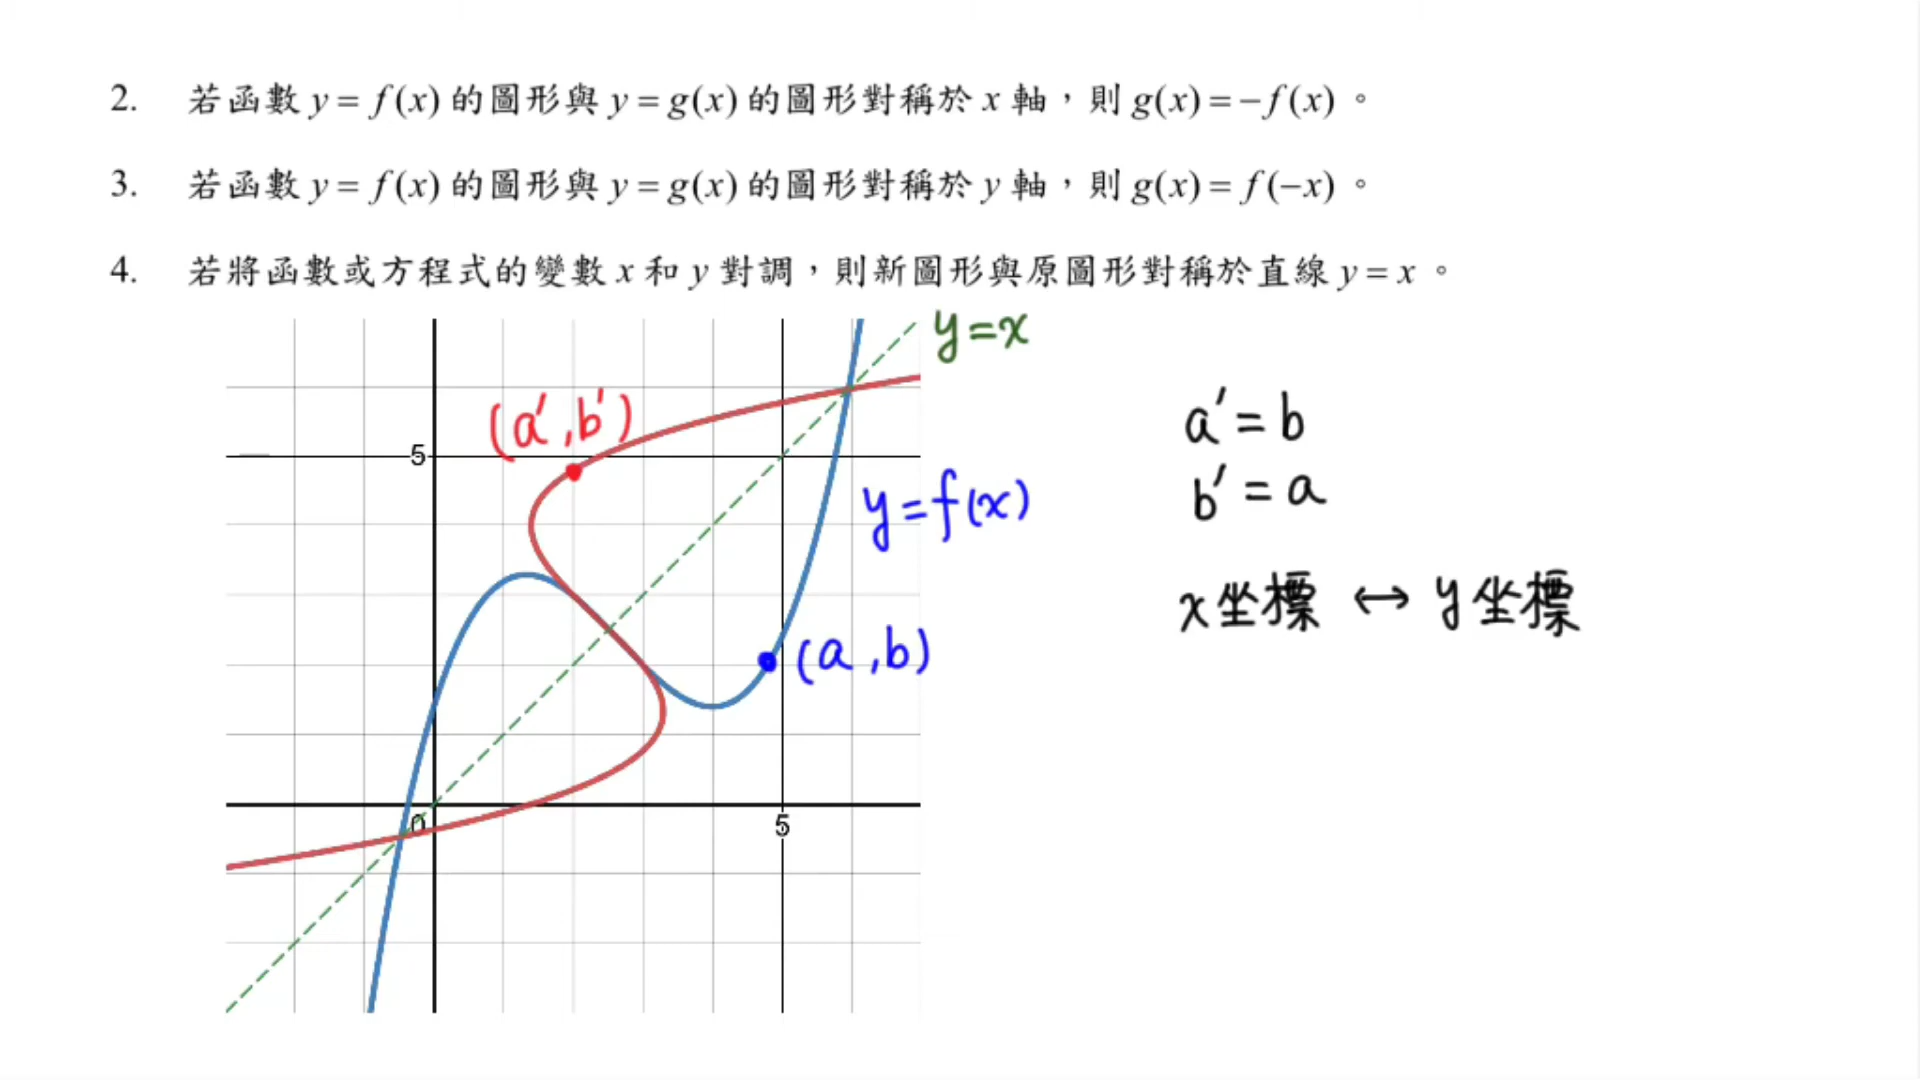 2. 若函數 y = f(x) 的圖形與 y = g(x) 的圖形對稱於 x 軸，則 g(x) = −f(x)。
3. 若函數 y = f(x) 的圖形與 y = g(x) 的圖形對稱於 y 軸，則 g(x) = f(−x)。
4. 若將函數或方程式的變數 x 和 y 對調，則新圖形與原圖形對稱於直線 y = x。
y=x
(a′,b′)
a′=b
5
y=f(x)
b′=a
x坐標 ↔ y坐標
(a,b)
0
5